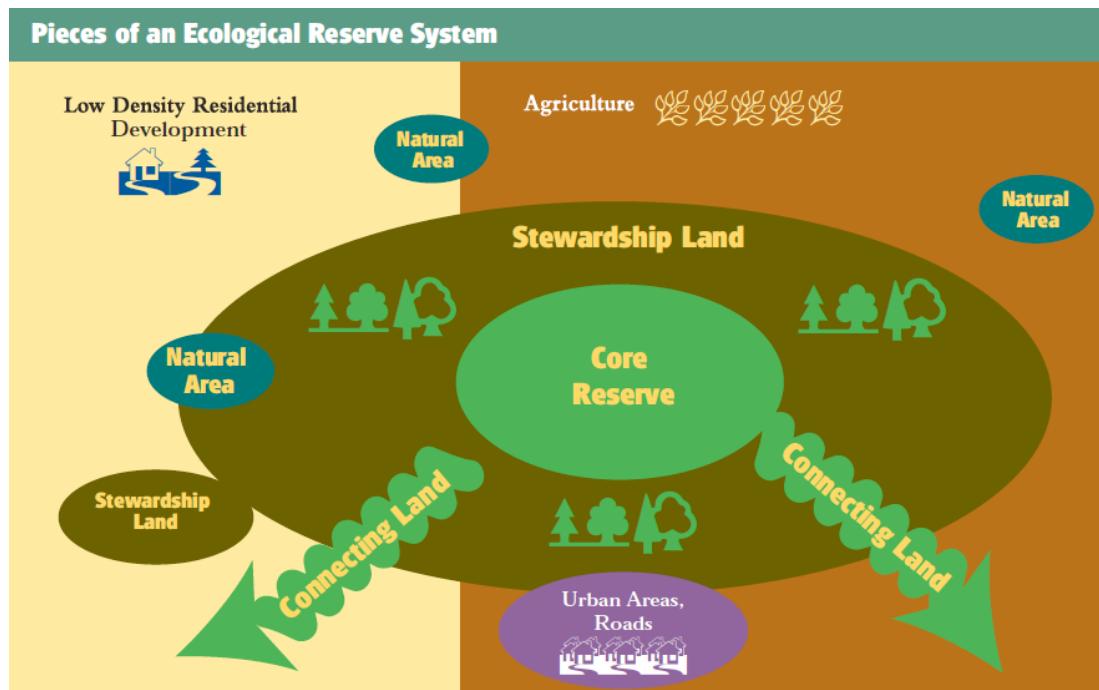 Pieces of an Ecological Reserve System
Low Density Residential
Development
Agriculture
Natural
Area
Natural
Area
Stewardship Land
Core
Reserve
Natural
Area
Stewardship
Land
Connecting Land
Connecting Land
Urban Areas,
Roads